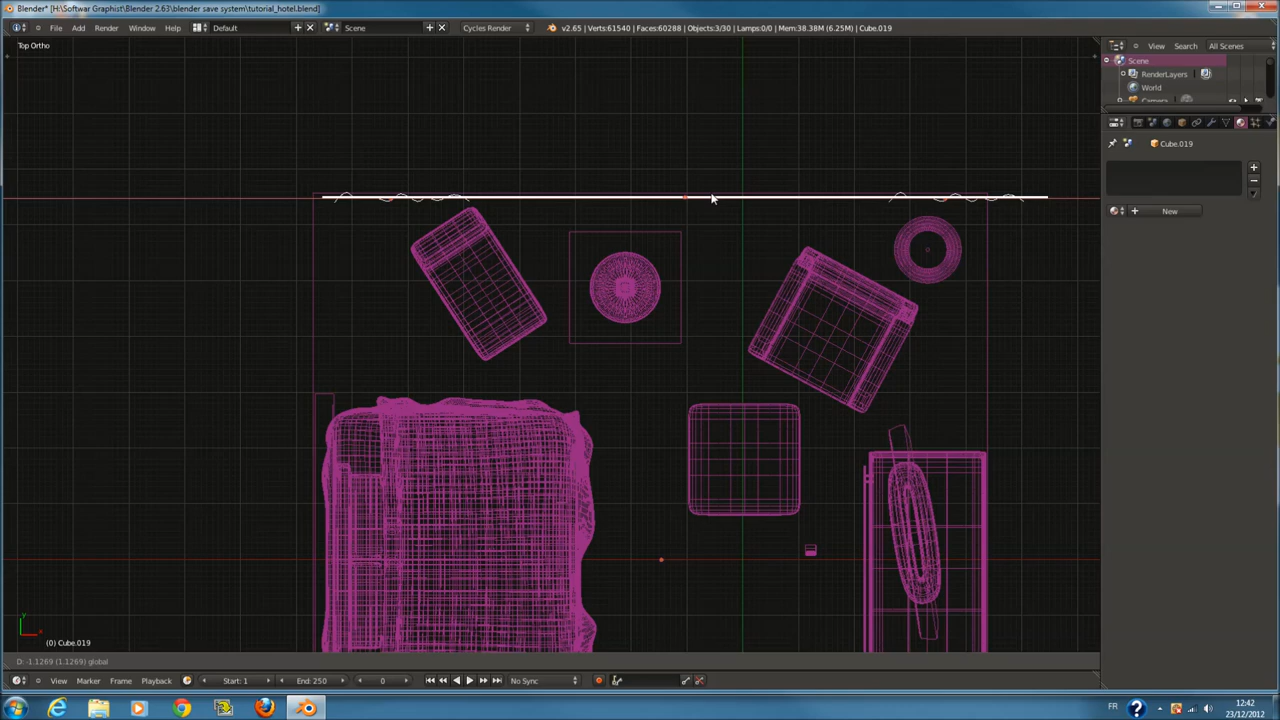 Blender* [H:\Softwar Graphist\Blender 2.63\blender save system\tutorial_hotel.blend]
File Add Render Window Help Default Scene Cycles Render v2.65 | Verts:61540 | Faces:60288 | Objects:3/30 | Lamps:0/0 | Mem:38.38M (6.25M) | Cube.019
View Search All Scenes
Top Ortho
Scene
RenderLayers
World
Camera
Cube.019
New
(0) Cube.019
D: -1.1269 (1.1269) global
View Marker Frame Playback Start: 1 End: 250 0 No Sync
FR 12:42
23/12/2012